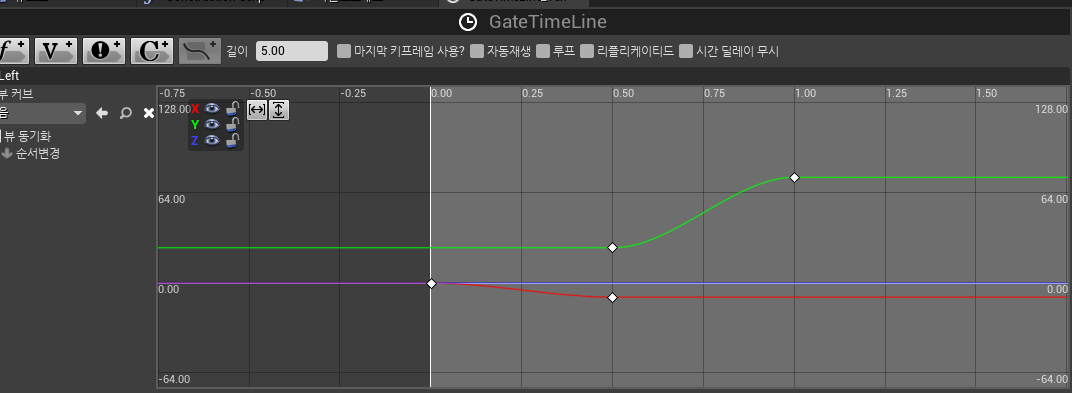 GateTimeLine
길이 5.00 마지막 키프레임 사용? 자동재생 루프 리플리케이티드 시간 딜레이 무시
Left
부 커브
음
뷰 동기화
순서변경
-0.75 -0.50 -0.25 0.00 0.25 0.50 0.75 1.00 1.25 1.50
128.00 X 128.00
Y
Z
64.00 64.00
0.00 0.00
-64.00 -64.00